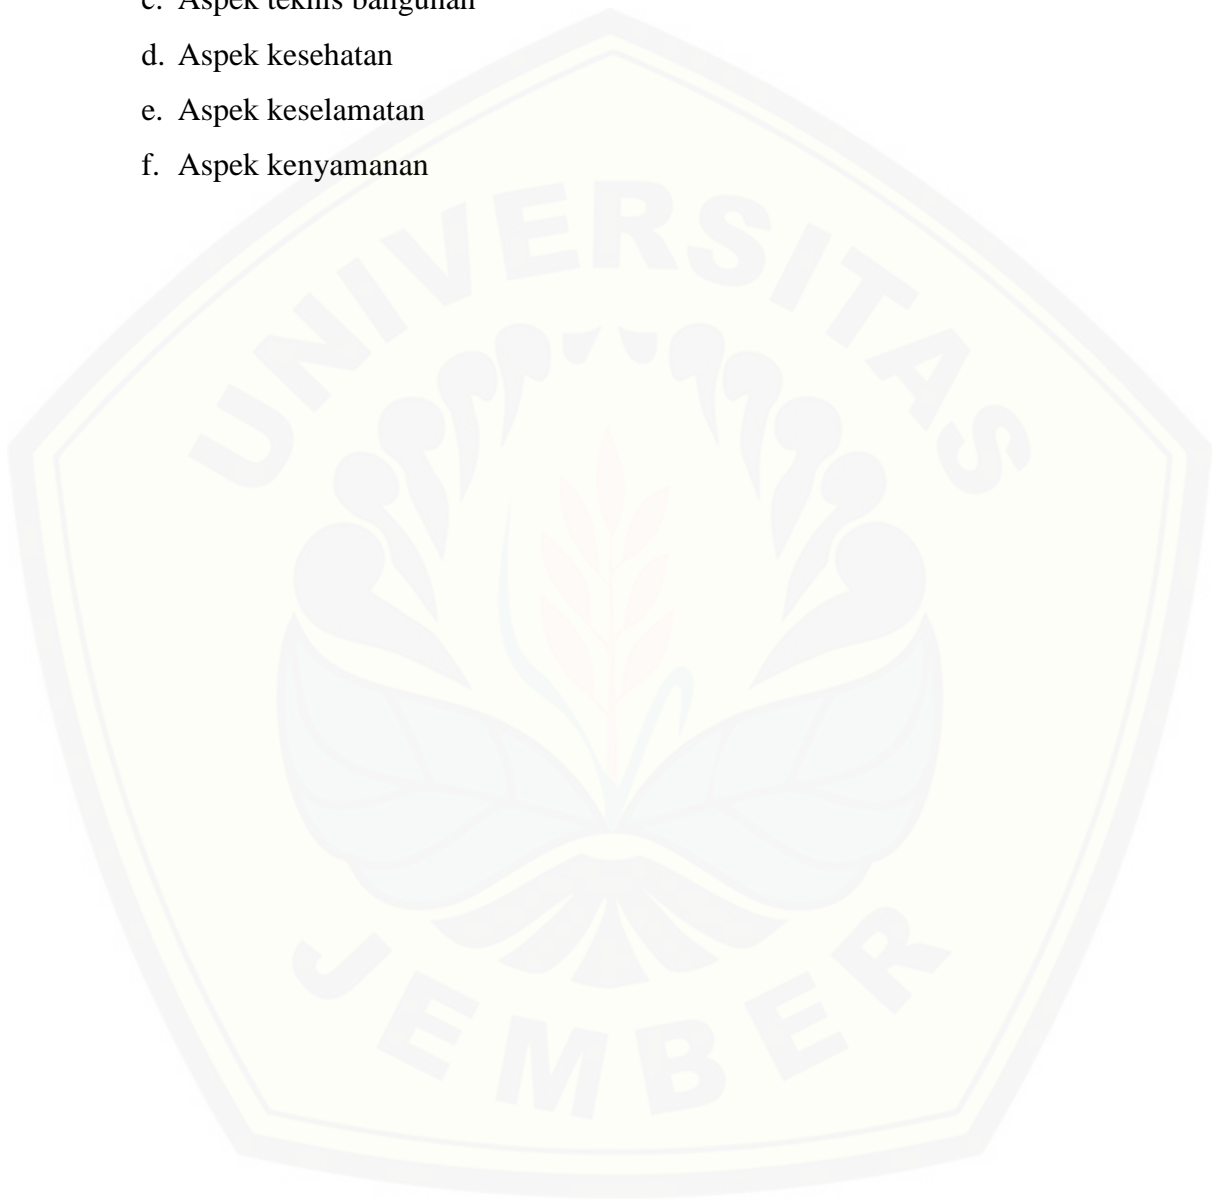 c. Aspek teknis bangunan
d. Aspek kesehatan
e. Aspek keselamatan
f. Aspek kenyamanan
UNIVERSITAS
JEMBER